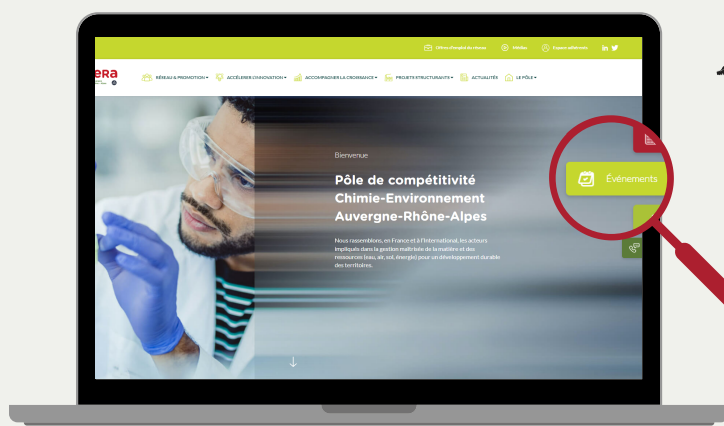 Offres d'emploi du réseau
Médias
Espace adhérents
in
ERA
RÉSEAU & PROMOTION
ACCÉLERER L'INNOVATION
ACCOMPAGNER LA CROISSANCE
PROJETS STRUCTURANTS
ACTUALITÉS
LE PÔLE
Bienvenue
Pôle de compétitivité
Chimie-Environnement
Auvergne-Rhône-Alpes
Nous rassemblons, en France et à l'international, les acteurs
impliqués dans la gestion maîtrisée de la matière et des
ressources (eau, air, sol, énergie) pour un développement durable
des territoires.
Événements